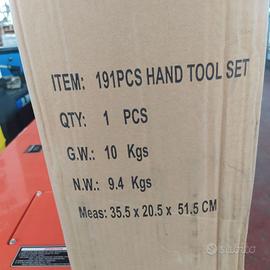 ITEM: 191PCS HAND TOOL SET
QTY: 1 PCS
G.W.: 10 Kgs
N.W.: 9.4 Kgs
Meas: 35.5 x 20.5 x 51.5 CM
subito